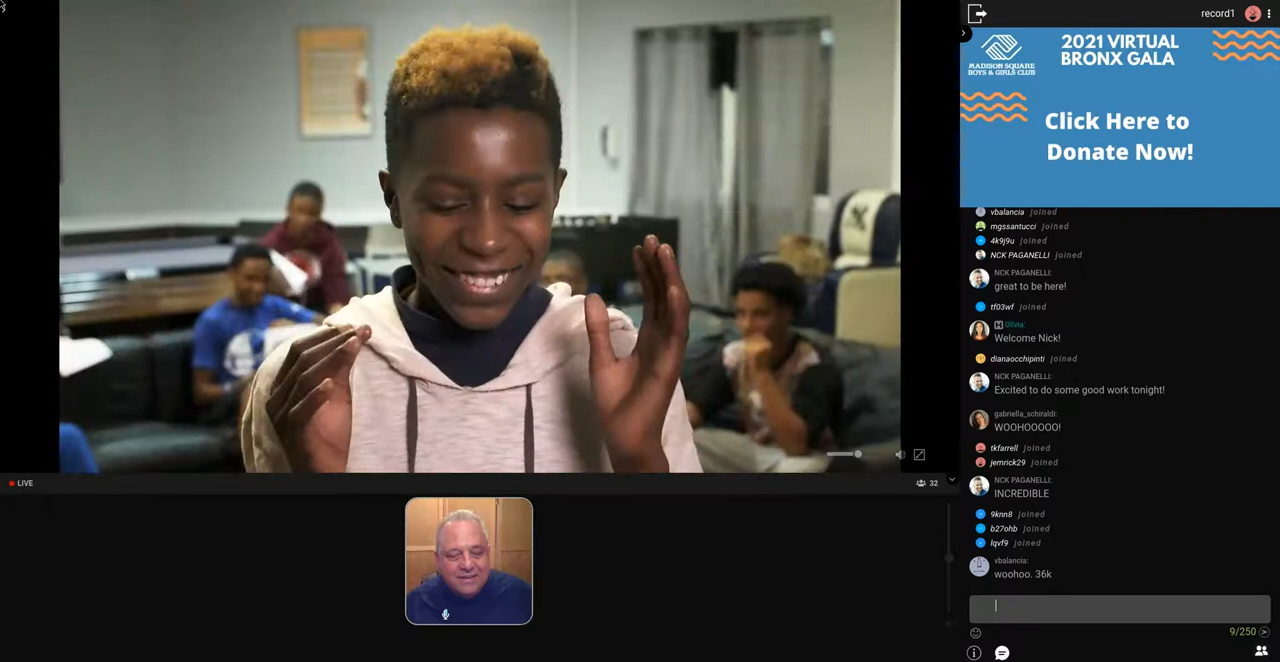 record1
MADISON SQUARE
BOYS & GIRLS CLUB
2021 VIRTUAL
BRONX GALA
Click Here to
Donate Now!
vbalancia joined
mgssantucci joined
4k9j9u joined
NCK PAGANELLI joined
NCK PAGANELLI:
great to be here!
tf03wf joined
H Olivia:
Welcome Nick!
dianaocchipinti joined
NCK PAGANELLI:
Excited to do some good work tonight!
gabriella_schiraldi:
WOOHOOOOO!
tkfarrell joined
jemrick29 joined
NCK PAGANELLI:
INCREDIBLE
9knn8 joined
b27ohb joined
lqvf9 joined
vbalancia:
woohoo. 36k
9/250
LIVE
32